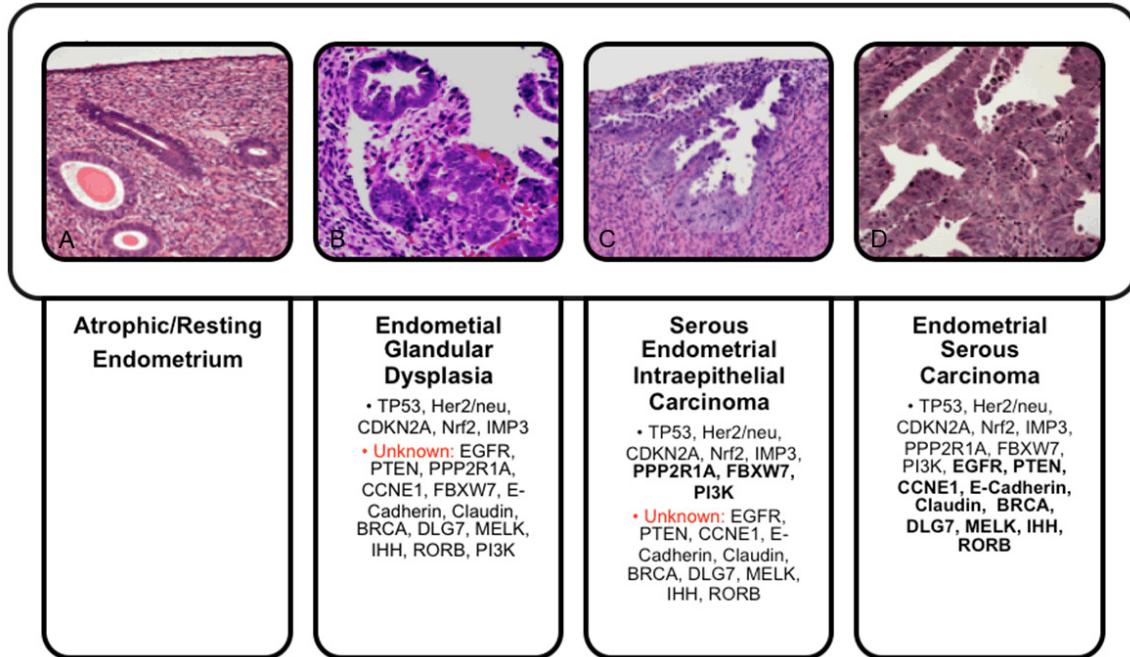 A
B
C
D
Atrophic/Resting
Endometrium
Endometial
Glandular
Dysplasia
• TP53, Her2/neu,
CDKN2A, Nrf2, IMP3
• Unknown: EGFR,
PTEN, PPP2R1A,
CCNE1, FBXW7, E-
Cadherin, Claudin,
BRCA, DLG7, MELK,
IHH, RORB, PI3K
Serous
Endometrial
Intraepithelial
Carcinoma
• TP53, Her2/neu,
CDKN2A, Nrf2, IMP3,
PPP2R1A, FBXW7,
PI3K
• Unknown: EGFR,
PTEN, CCNE1, E-
Cadherin, Claudin,
BRCA, DLG7, MELK,
IHH, RORB
Endometrial
Serous
Carcinoma
• TP53, Her2/neu,
CDKN2A, Nrf2, IMP3,
PPP2R1A, FBXW7,
PI3K, EGFR, PTEN,
CCNE1, E-Cadherin,
Claudin, BRCA,
DLG7, MELK, IHH,
RORB